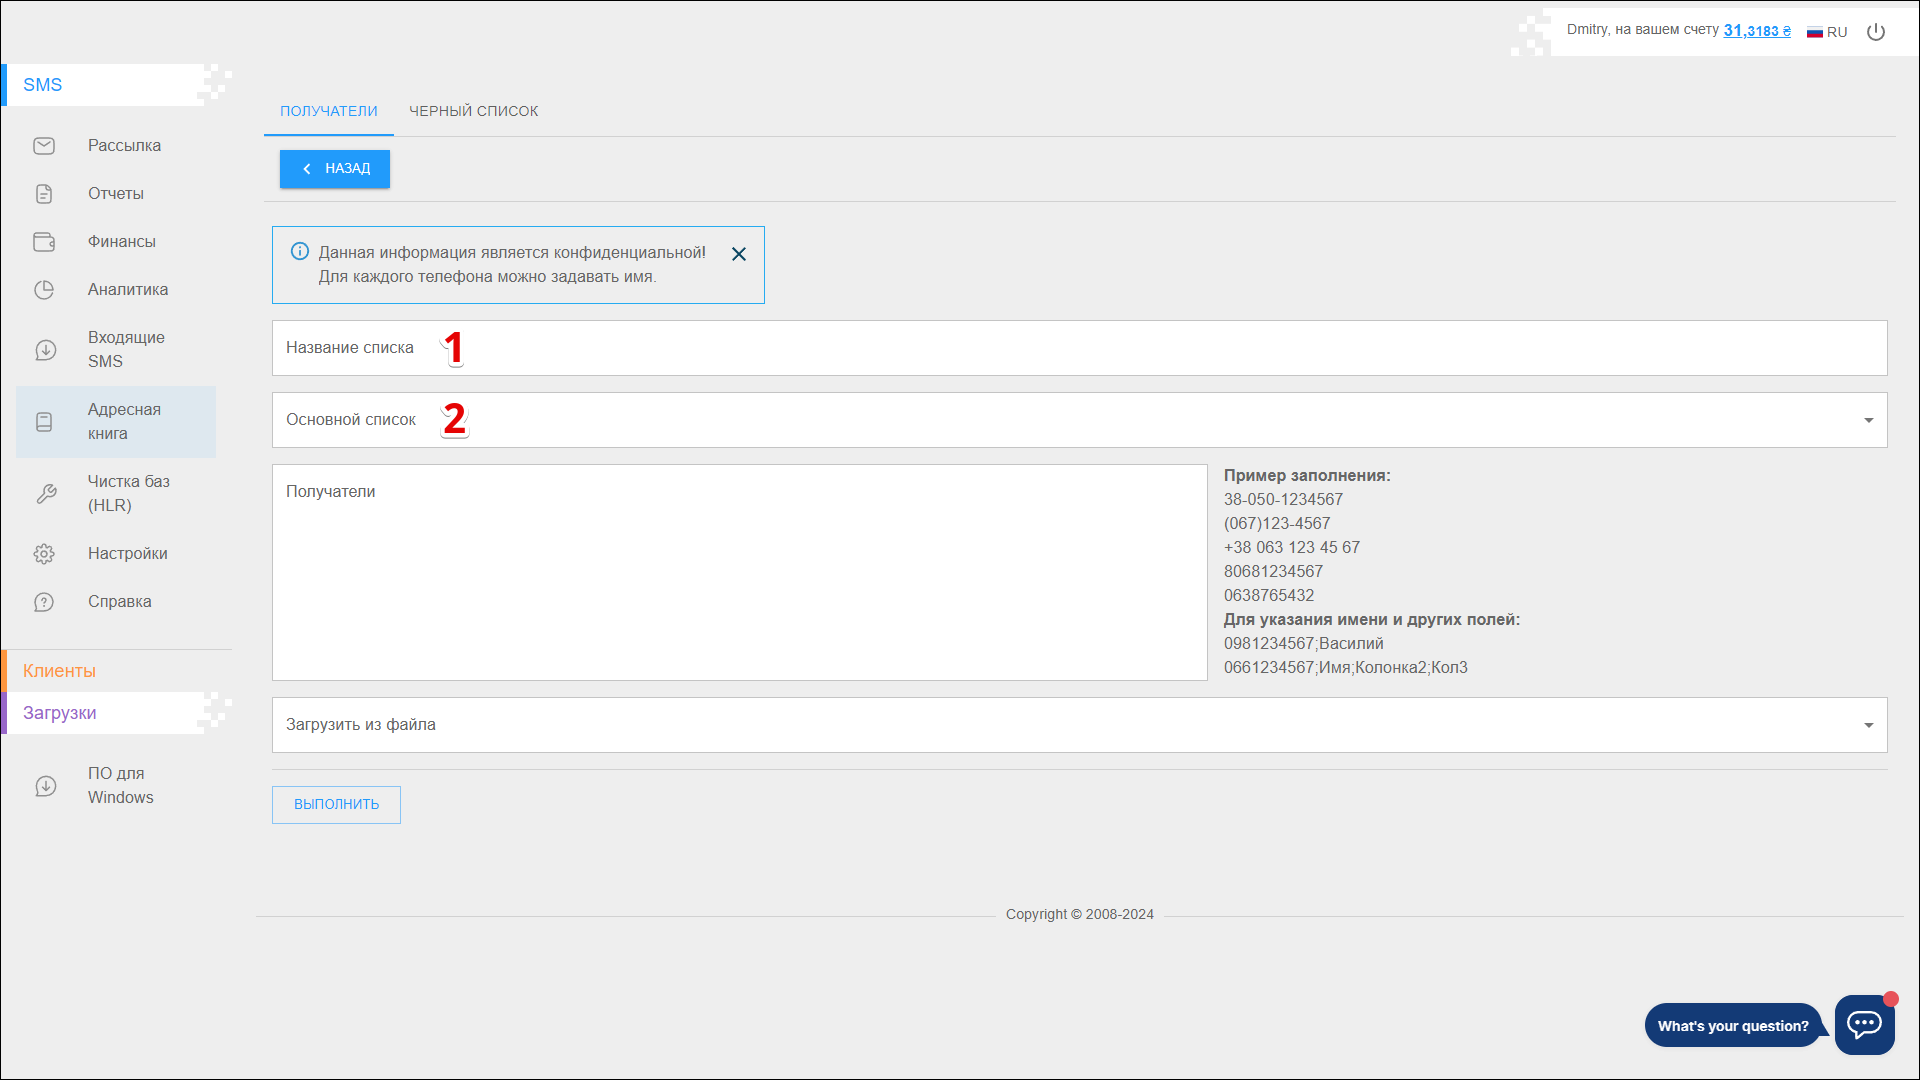 Dmitry, на вашем счету 31,3183 ₴ RU
SMS
Рассылка
Отчеты
Финансы
Аналитика
Входящие
SMS
Адресная
книга
Чистка баз
(HLR)
Настройки
Справка
Клиенты
Загрузки
ПО для
Windows
ПОЛУЧАТЕЛИ ЧЕРНЫЙ СПИСОК
НАЗАД
Данная информация является конфиденциальной!
Для каждого телефона можно задавать имя.
Название списка 1
Основной список 2
Получатели
Пример заполнения:
38-050-1234567
(067)123-4567
+38 063 123 45 67
80681234567
0638765432
Для указания имени и других полей:
0981234567;Василий
0661234567;Имя;Колонка2;Кол3
Загрузить из файла
ВЫПОЛНИТЬ
Copyright © 2008-2024
What's your question?